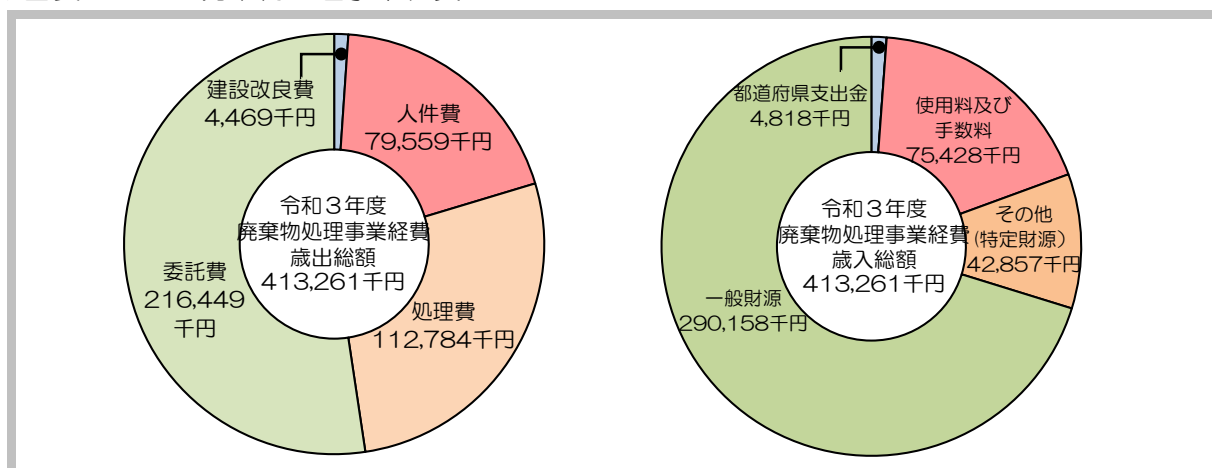 建設改良費
4,469千円
人件費
79,559千円
令和３年度
廃棄物処理事業経費
歳出総額
413,261千円
委託費
216,449
千円
処理費
112,784千円
都道府県支出金
4,818千円
使用料及び
手数料
75,428千円
令和３年度
廃棄物処理事業経費
歳入総額
413,261千円
その他
(特定財源）
42,857千円
一般財源
290,158千円